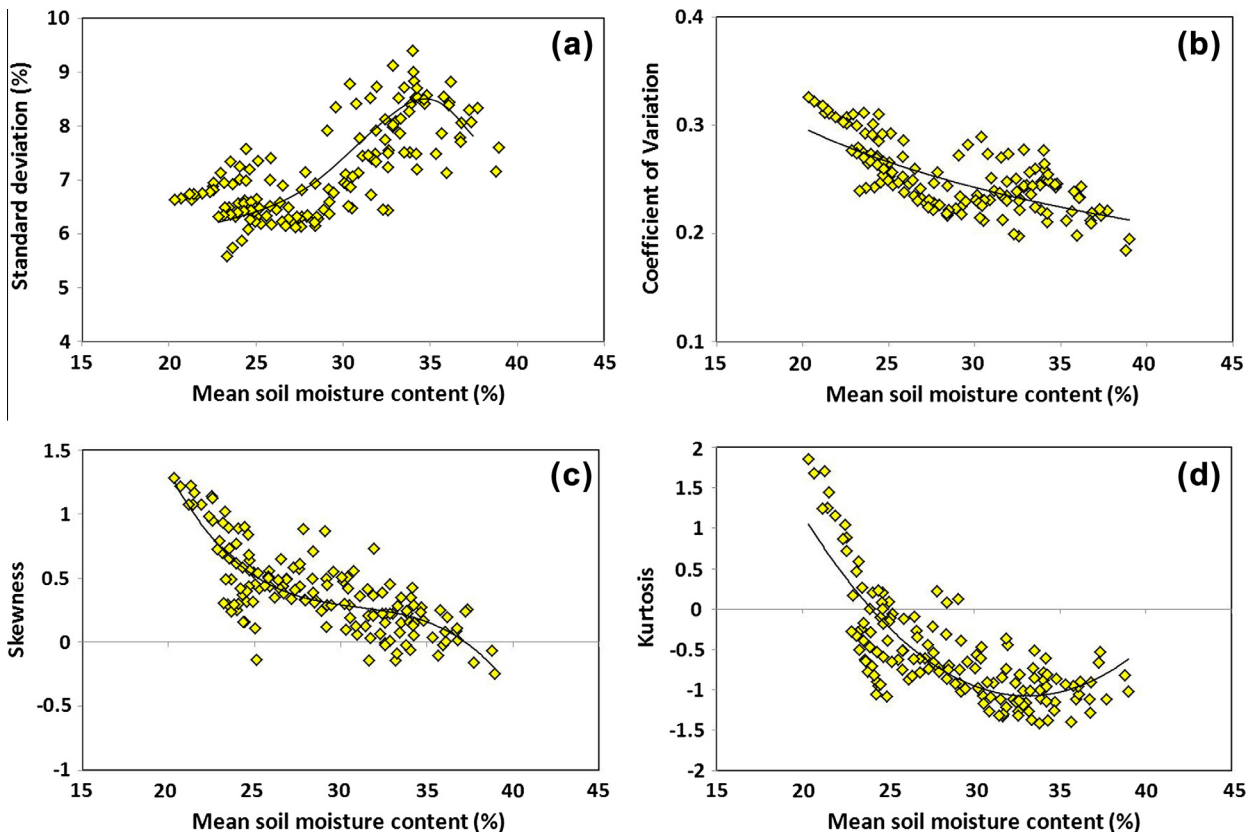 (a)
Standard deviation (%)
10
9
8
7
6
5
4
15 20 25 30 35 40 45
Mean soil moisture content (%)
(b)
Coefficient of Variation
0.4
0.3
0.2
0.1
15 20 25 30 35 40 45
Mean soil moisture content (%)
(c)
Skewness
1.5
1
0.5
0
-0.5
-1
15 20 25 30 35 40 45
Mean soil moisture content (%)
(d)
Kurtosis
2
1.5
1
0.5
0
-0.5
-1
-1.5
-2
15 20 25 30 35 40 45
Mean soil moisture content (%)